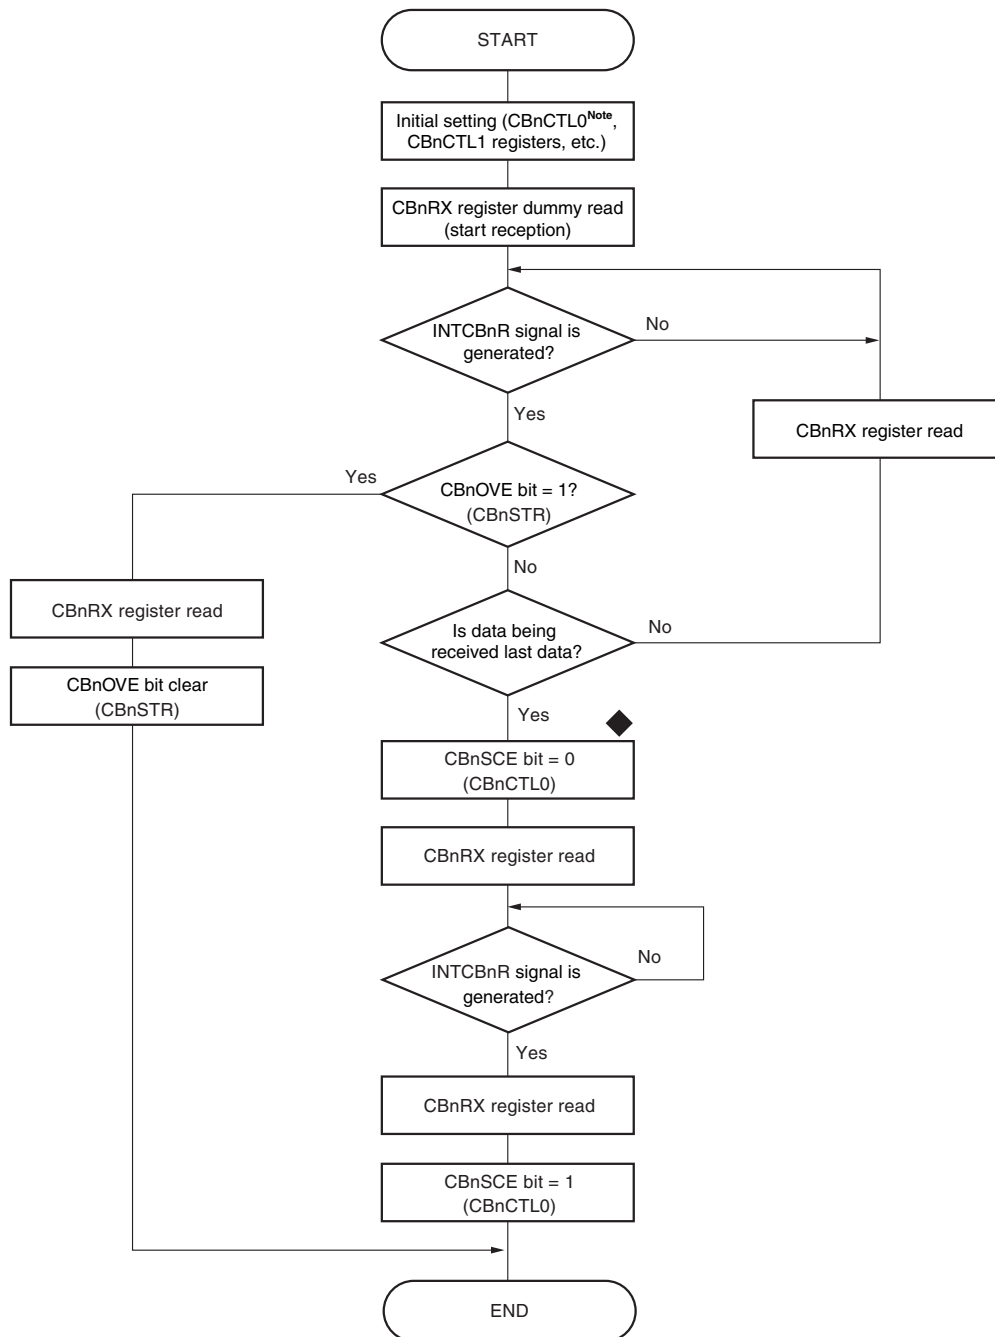 START
Initial setting (CBnCTL0Note,
CBnCTL1 registers, etc.)
CBnRX register dummy read
(start reception)
INTCBnR signal is
generated?
No
Yes
CBnRX register read
Yes
CBnOVE bit = 1?
(CBnSTR)
No
CBnRX register read
Is data being
received last data?
No
CBnOVE bit clear
(CBnSTR)
Yes
CBnSCE bit = 0
(CBnCTL0)
CBnRX register read
INTCBnR signal is
generated?
No
Yes
CBnRX register read
CBnSCE bit = 1
(CBnCTL0)
END